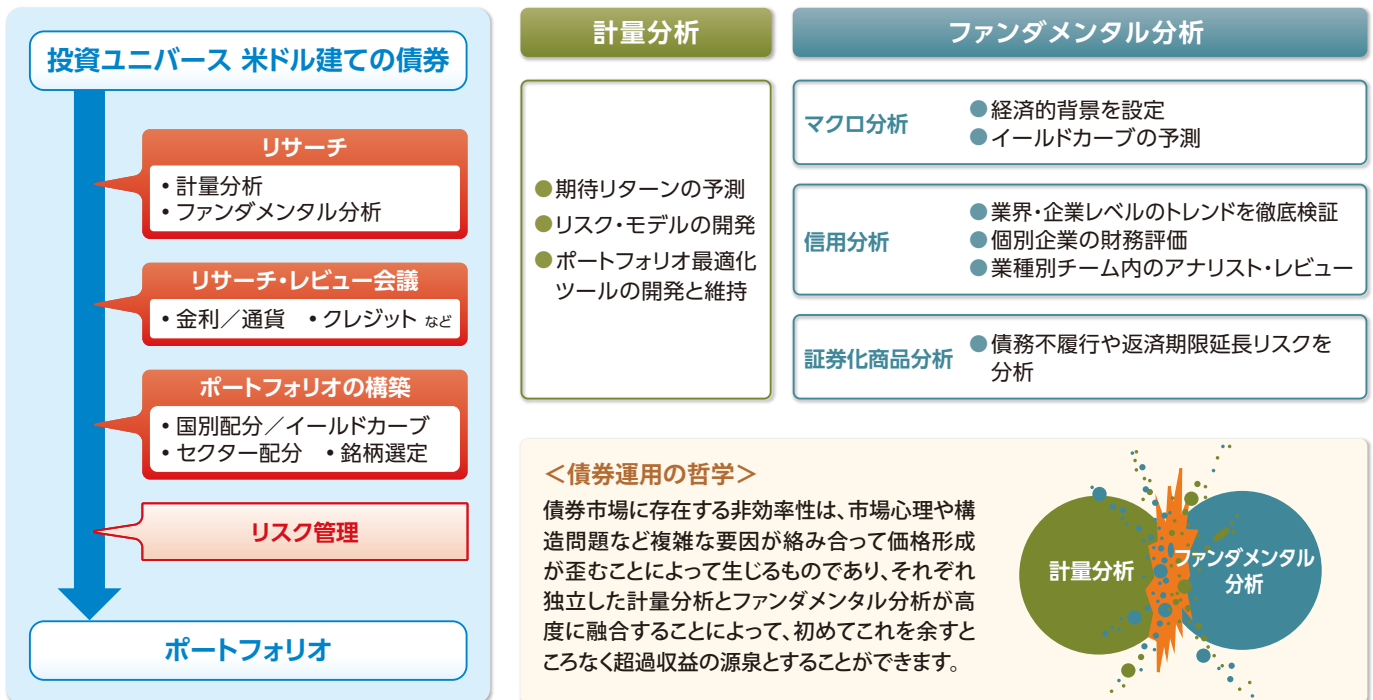 投資ユニバース 米ドル建ての債券
リサーチ
・計量分析
・ファンダメンタル分析
リサーチ・レビュー会議
・金利／通貨 ・クレジット など
ポートフォリオの構築
・国別配分／イールドカーブ
・セクター配分 ・銘柄選定
リスク管理
ポートフォリオ
計量分析
●期待リターンの予測
●リスク・モデルの開発
●ポートフォリオ最適化
ツールの開発と維持
ファンダメンタル分析
マクロ分析
●経済的背景を設定
●イールドカーブの予測
信用分析
●業界・企業レベルのトレンドを徹底検証
●個別企業の財務評価
●業種別チーム内のアナリスト・レビュー
証券化商品分析
●債務不履行や返済期限延長リスクを
分析
＜債券運用の哲学＞
債券市場に存在する非効率性は、市場心理や構
造問題など複雑な要因が絡み合って価格形成
が歪むことによって生じるものであり、それぞれ
独立した計量分析とファンダメンタル分析が高
度に融合することによって、初めてこれを余すと
ころなく超過収益の源泉とすることができます。
計量分析
ファンダメンタル
分析